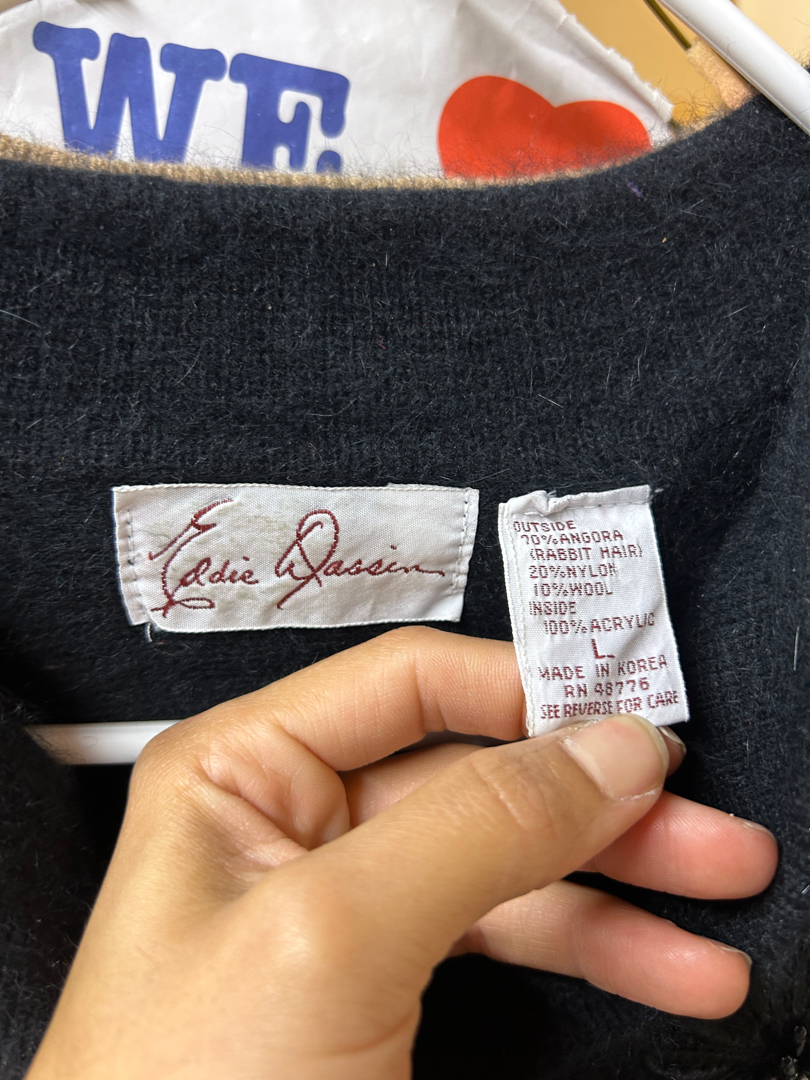 WE
Eddie Dassin
OUTSIDE
70% ANGORA
(RABBIT HAIR)
20% NYLON
10% WOOL
INSIDE
100% ACRYLIC
L
MADE IN KOREA
RN 48776
SEE REVERSE FOR CARE